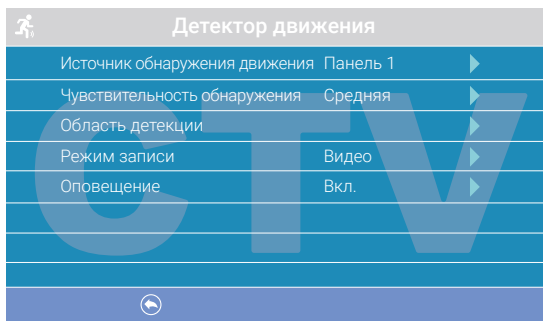 Детектор движения
Источник обнаружения движения Панель 1
Чувствительность обнаружения Средняя
Область детекции
Режим записи Видео
Оповещение Вкл.
CTV